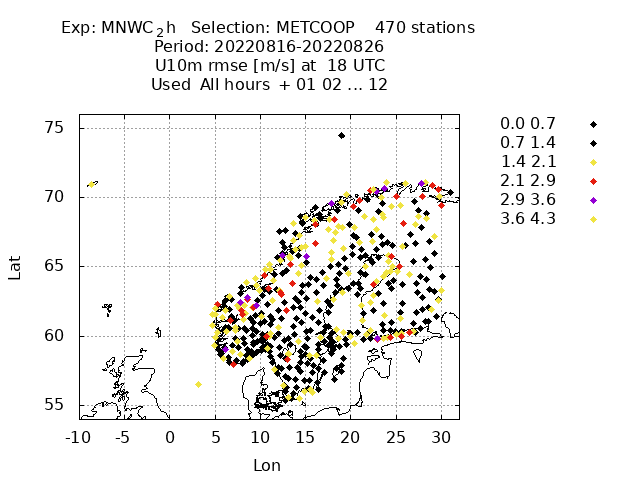 Exp: MNWC₂h   Selection: METCOOP    470 stations
Period: 20220816-20220826
U10m rmse [m/s] at  18 UTC
Used  All hours  + 01 02 ... 12
0.0 0.7
0.7 1.4
1.4 2.1
2.1 2.9
2.9 3.6
3.6 4.3
75
70
65
60
55
Lat
-10 -5 0 5 10 15 20 25 30
Lon